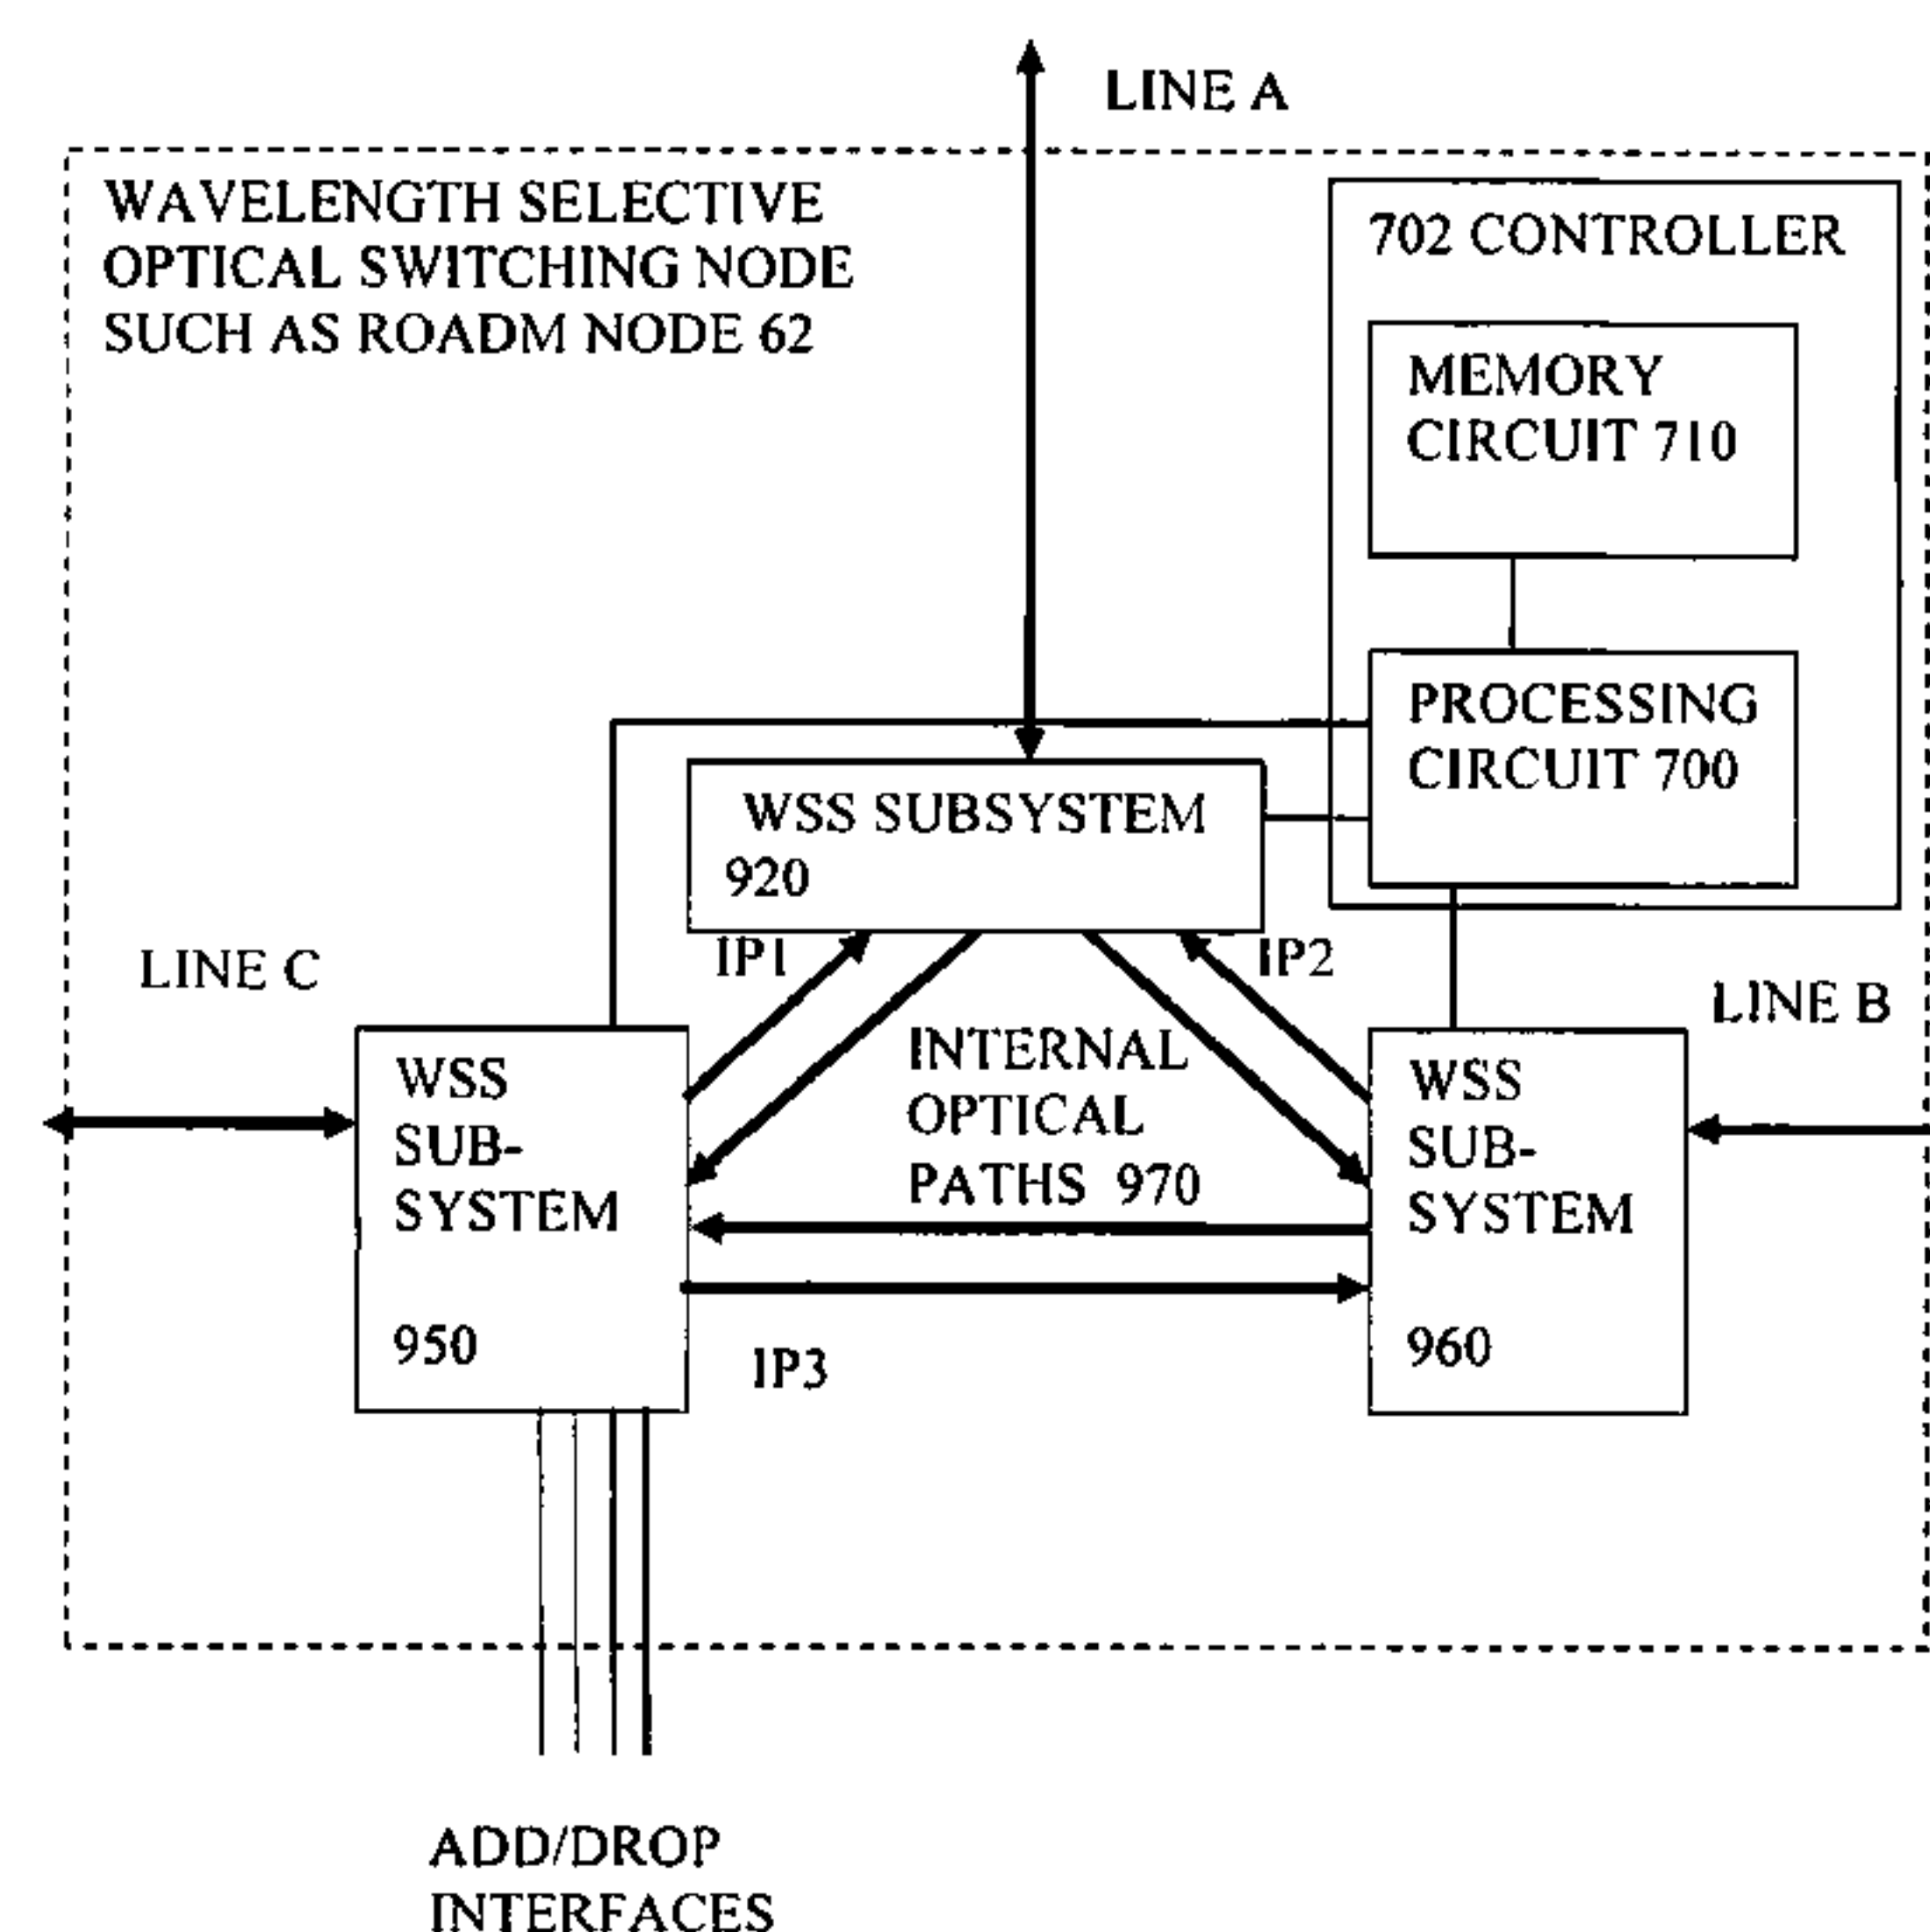 LINE A
WAVELENGTH SELECTIVE
OPTICAL SWITCHING NODE
SUCH AS ROADM NODE 62
702 CONTROLLER
MEMORY
CIRCUIT 710
PROCESSING
CIRCUIT 700
WSS SUBSYSTEM
920
IP1
IP2
LINE C
LINE B
INTERNAL
OPTICAL
PATHS 970
WSS
SUB-
SYSTEM
950
WSS
SUB-
SYSTEM
960
IP3
ADD/DROP
INTERFACES